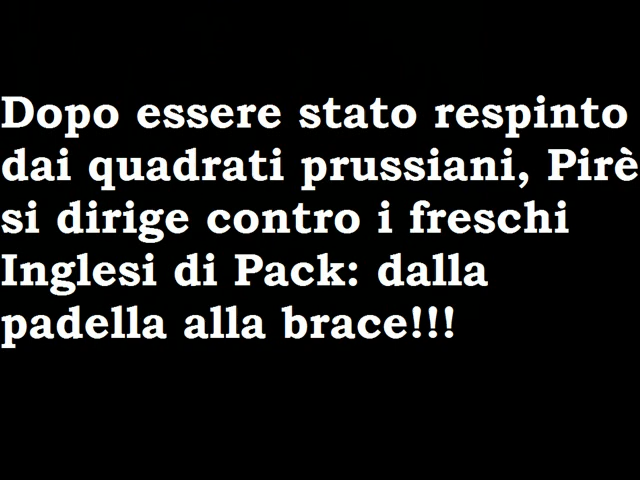 Dopo essere stato respinto
dai quadrati prussiani, Pirè
si dirige contro i freschi
Inglesi di Pack: dalla
padella alla brace!!!